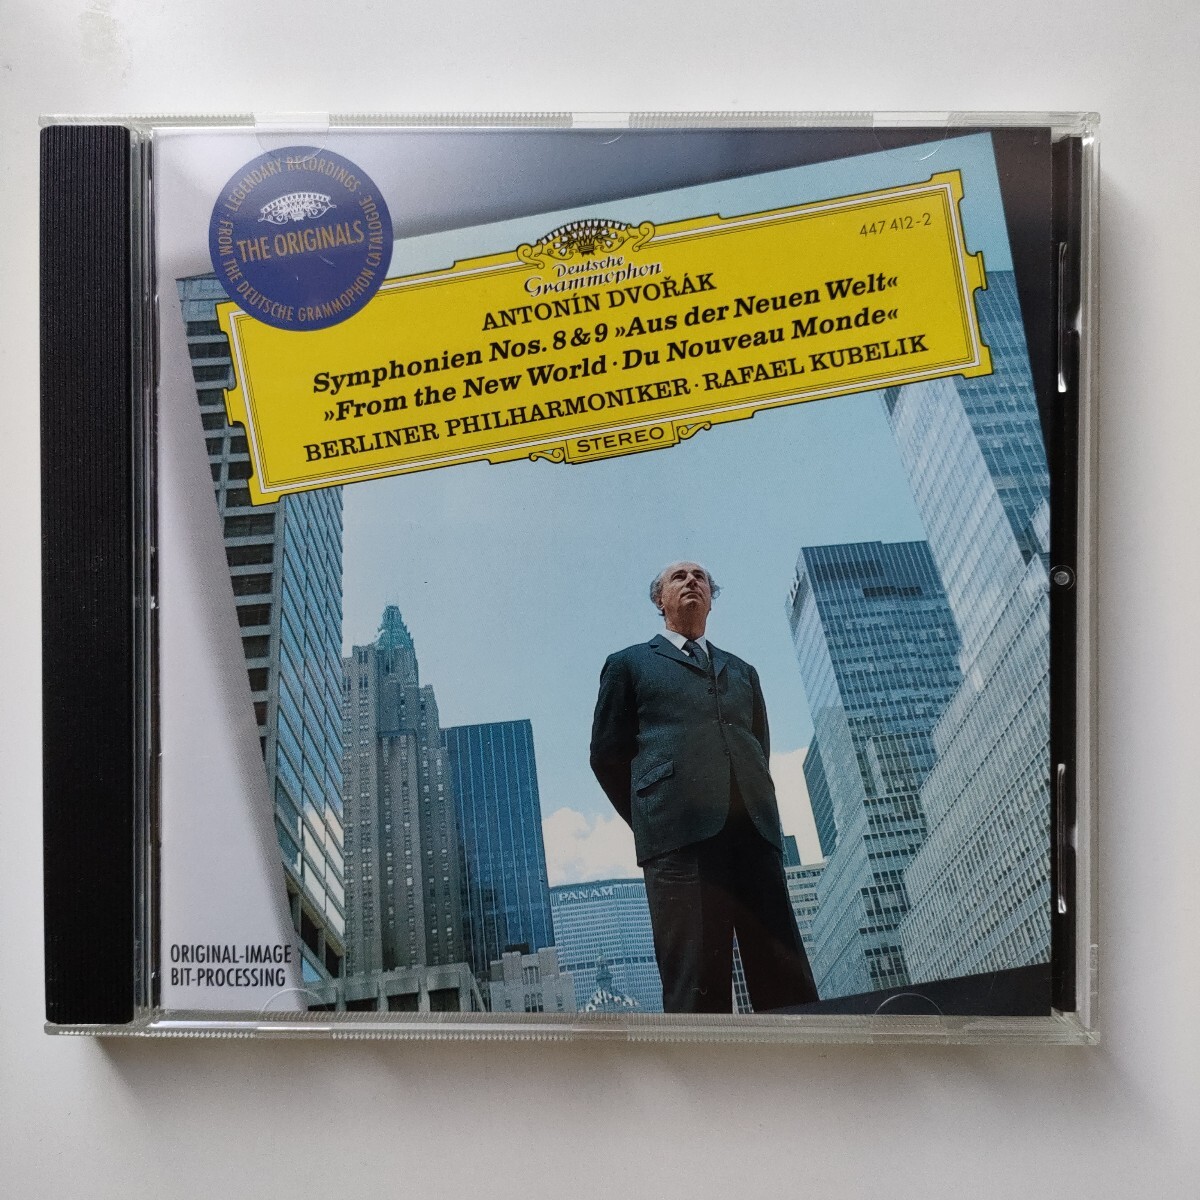 LEGENDARY RECORDINGS ·
THE ORIGINALS
FROM THE DEUTSCHE GRAMMOPHON CATALOGUE ·
447 412-2
Deutsche
Grammophon
ANTONÍN DVOŘÁK
Symphonien Nos. 8 & 9 »Aus der Neuen Welt«
»From the New World · Du Nouveau Monde«
BERLINER PHILHARMONIKER · RAFAEL KUBELIK
STEREO
PAN AM
ORIGINAL-IMAGE
BIT-PROCESSING